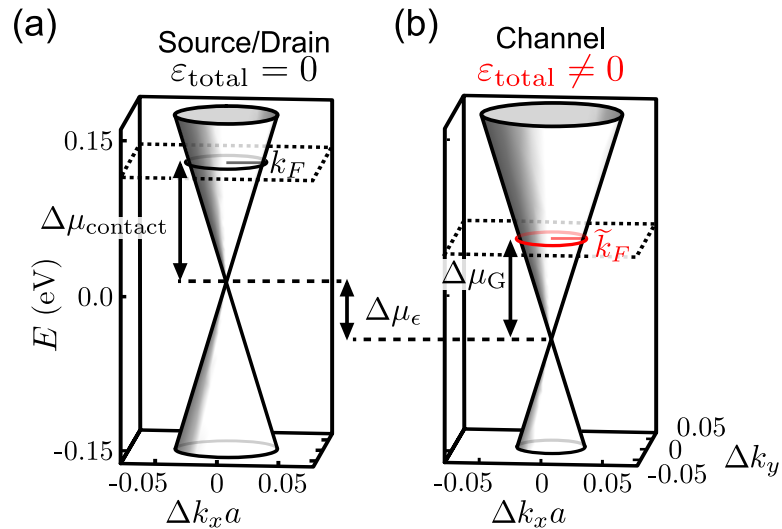 (a)
Source/Drain
ε_total = 0
0.15
k_F
Δμ_contact
E (eV)
0.0
Δμ_ϵ
-0.15
-0.05
0
0.05
Δk_x a
(b)
Channel
ε_total ≠ 0
k̃_F
Δμ_G
-0.05
0
0.05
Δk_x a
0.05
0
-0.05
Δk_y